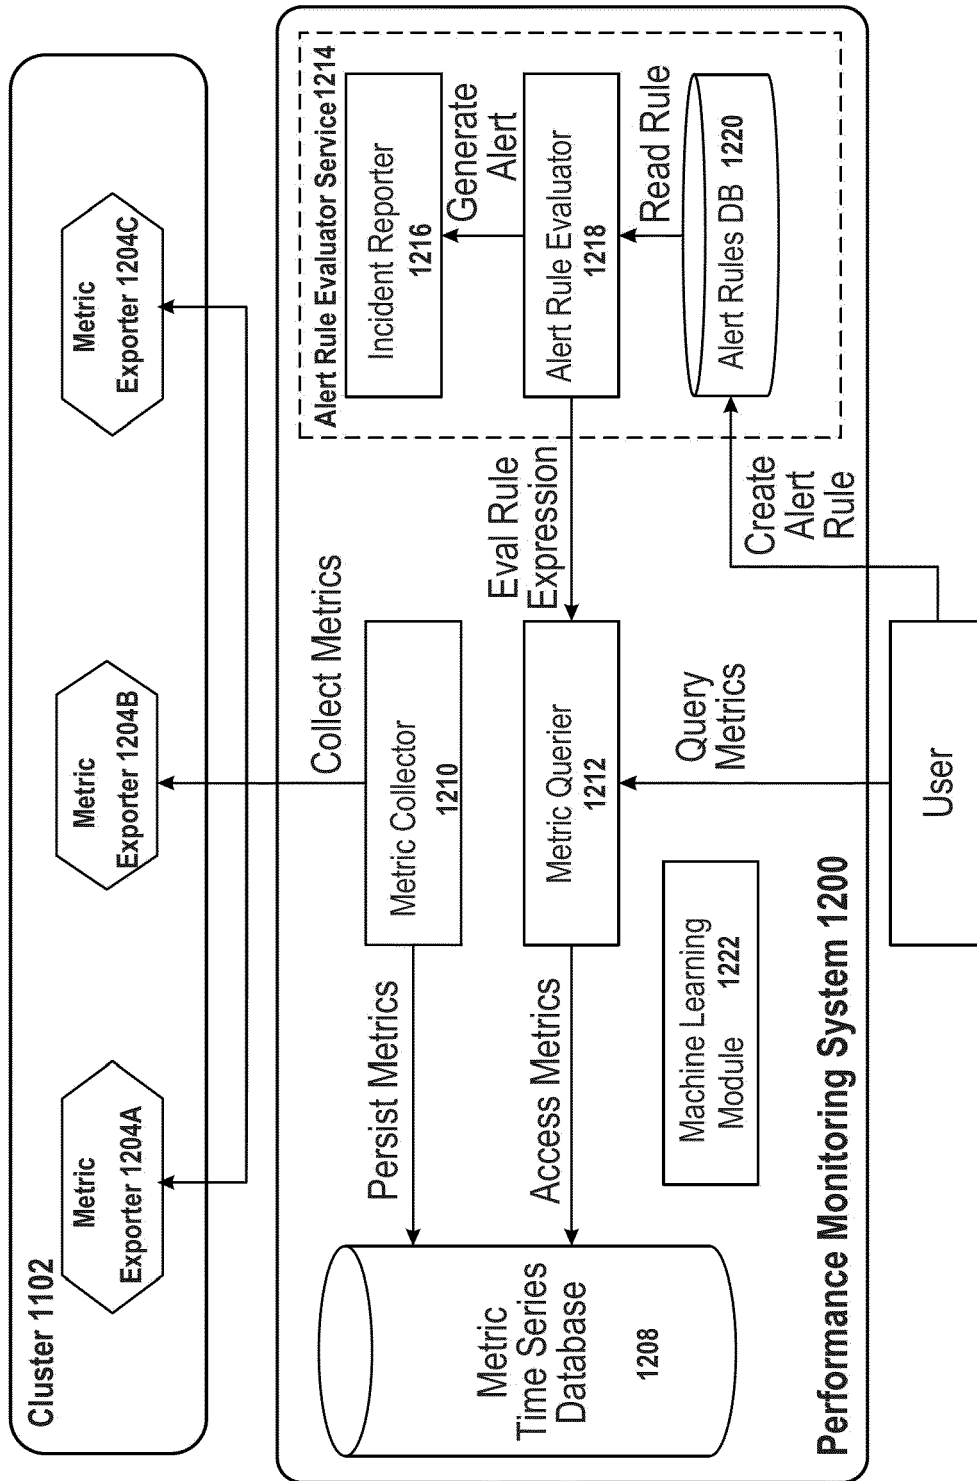 Cluster 1102
Metric
Exporter 1204A
Metric
Exporter 1204B
Metric
Exporter 1204C
Collect Metrics
Persist Metrics
Metric Collector
1210
Metric
Time Series
Database
1208
Access Metrics
Metric Querier
1212
Eval Rule
Expression
Alert Rule Evaluator Service1214
Incident Reporter
1216
Generate
Alert
Alert Rule Evaluator
1218
Read Rule
Alert Rules DB 1220
Machine Learning
Module 1222
Query
Metrics
Create
Alert
Rule
Performance Monitoring System 1200
User